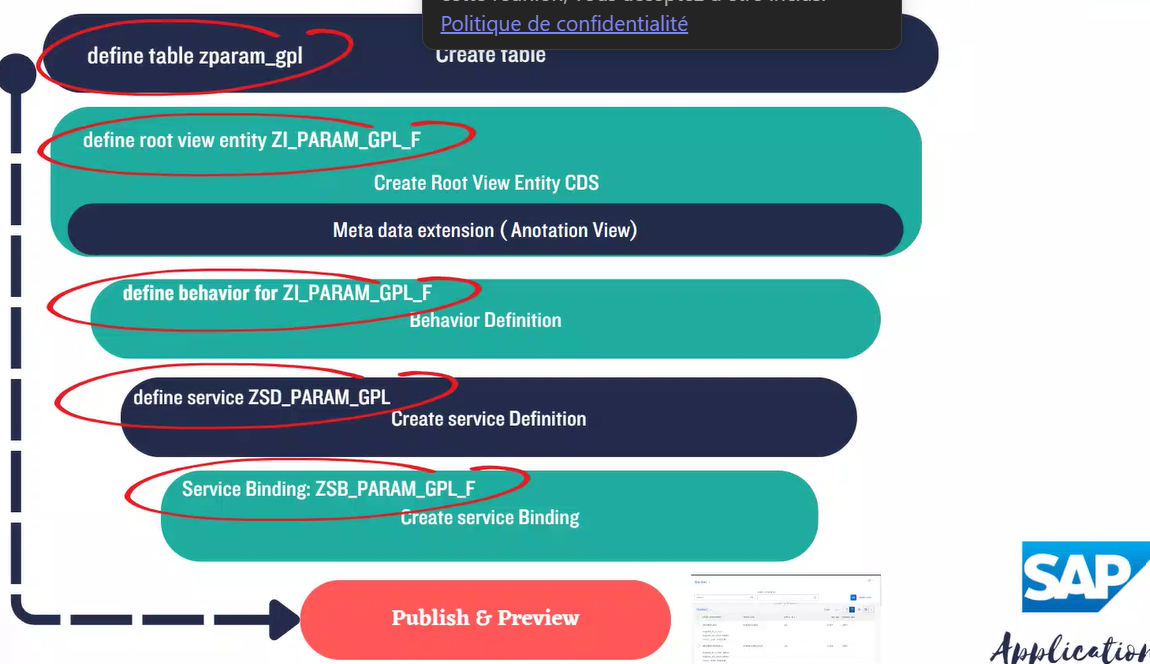 Politique de confidentialité
define table zparam_gpl
Create table
define root view entity ZI_PARAM_GPL_F
Create Root View Entity CDS
Meta data extension ( Anotation View)
define behavior for ZI_PARAM_GPL_F
Behavior Definition
define service ZSD_PARAM_GPL
Create service Definition
Service Binding: ZSB_PARAM_GPL_F
Create service Binding
Publish & Preview
SAP
Application